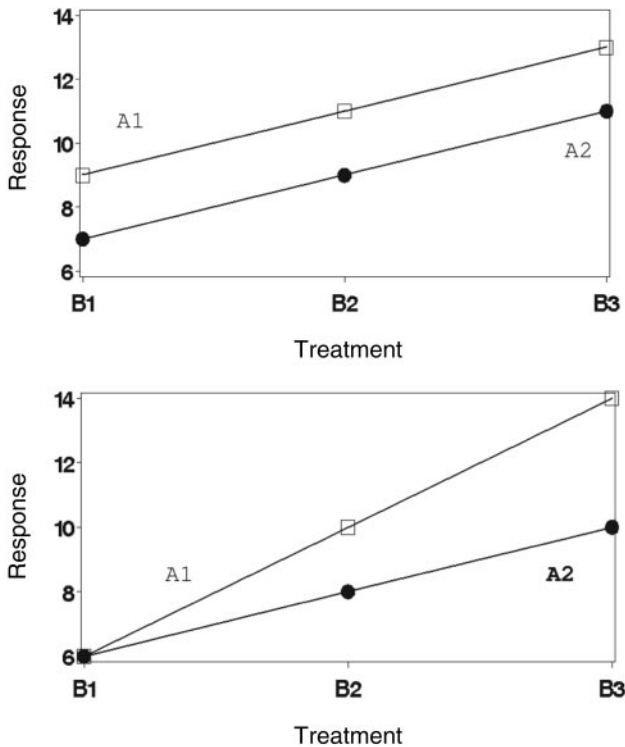 14
12
10
8
6
Response
A1
A2
B1 B2 B3
Treatment
14
12
10
8
6
Response
A1
A2
B1 B2 B3
Treatment